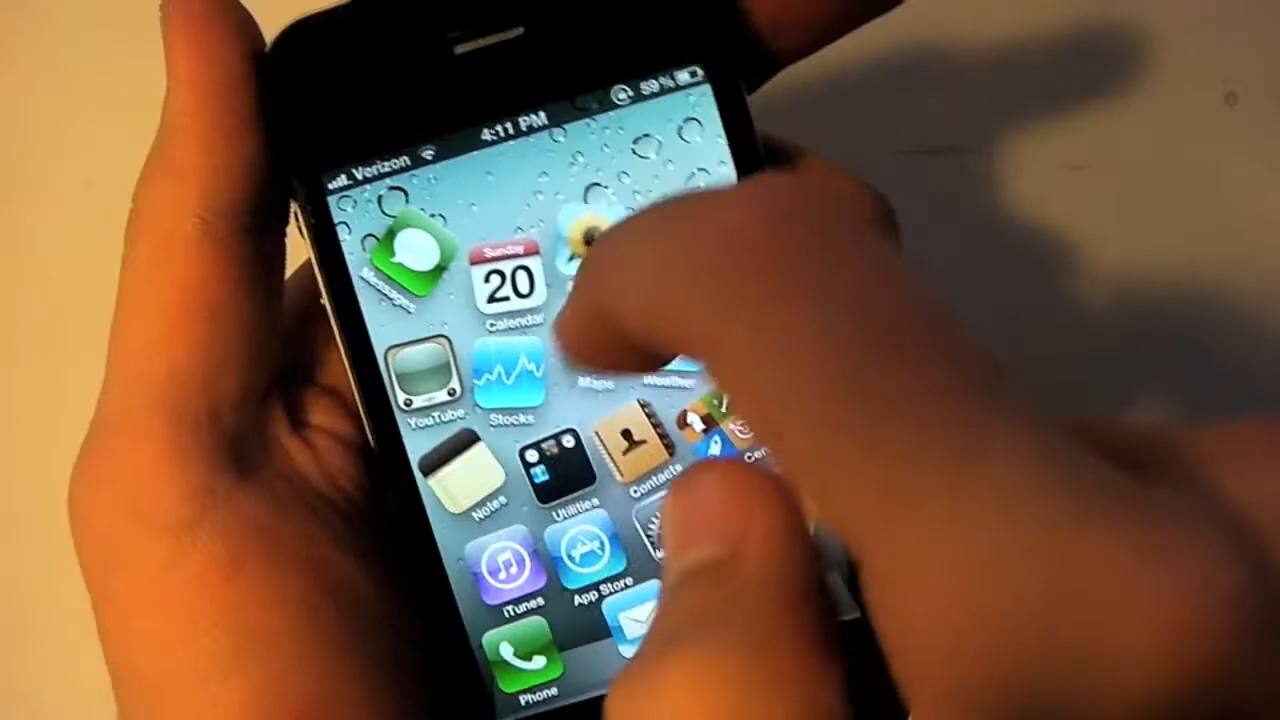 Verizon 4:11 PM 59%
Messages
Sunday
20
Calendar
YouTube Stocks Maps Weather
Notes Utilities Contacts Cen
iTunes App Store
Phone